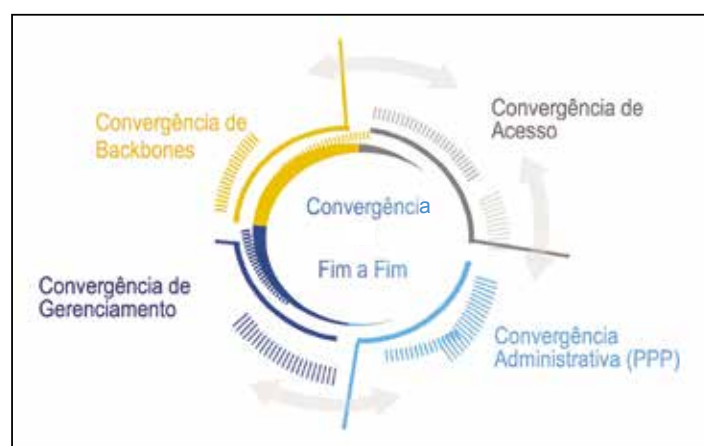 Convergência de
Backbones
Convergência de
Acesso
Convergência
Fim a Fim
Convergência de
Gerenciamento
Convergência
Administrativa (PPP)